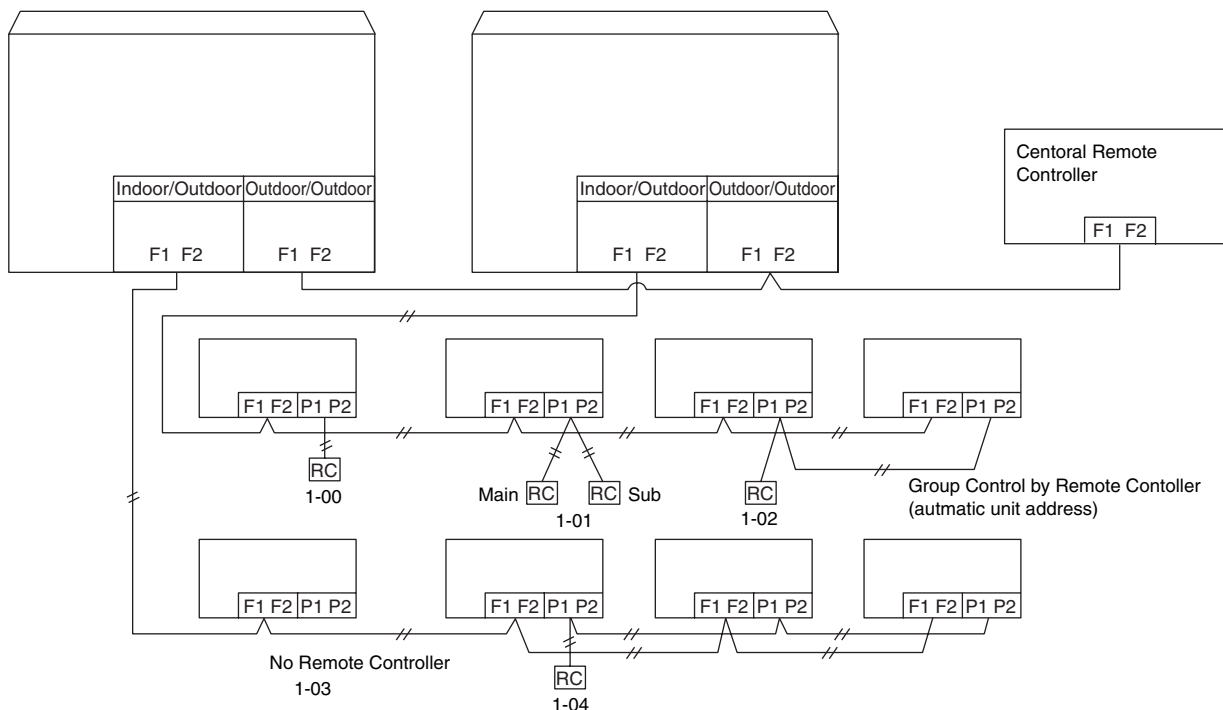 Indoor/Outdoor Outdoor/Outdoor
F1 F2 F1 F2
Indoor/Outdoor Outdoor/Outdoor
F1 F2 F1 F2
Centoral Remote
Controller
F1 F2
F1 F2 P1 P2
F1 F2 P1 P2
F1 F2 P1 P2
F1 F2 P1 P2
RC
1-00
Main RC RC Sub
1-01
RC
1-02
Group Control by Remote Contoller
(autmatic unit address)
F1 F2 P1 P2
F1 F2 P1 P2
F1 F2 P1 P2
F1 F2 P1 P2
No Remote Controller
1-03
RC
1-04